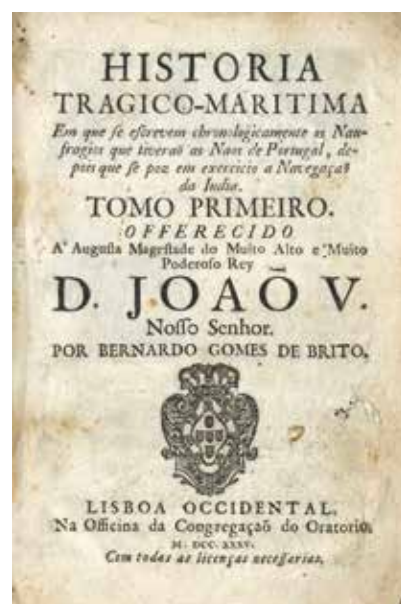 HISTORIA
TRAGICO-MARITIMA
Em que ſe eſcrevem chronologicamente os Nau-
fragios que tiveraõ as Naos de Portugal, de-
pois que ſe poz em exercicio a Navegaçaõ
da India.
TOMO PRIMEIRO.
OFFERECIDO
A' Auguſta Mageſtade do Muito Alto e Muito
Poderoſo Rey
D. JOAÕ V.
Noſſo Senhor.
POR BERNARDO GOMES DE BRITO.
LISBOA OCCIDENTAL.
Na Officina da Congregaçaõ do Oratorio.
M. DCC. XXXV.
Com todas as licenças neceſſarias.